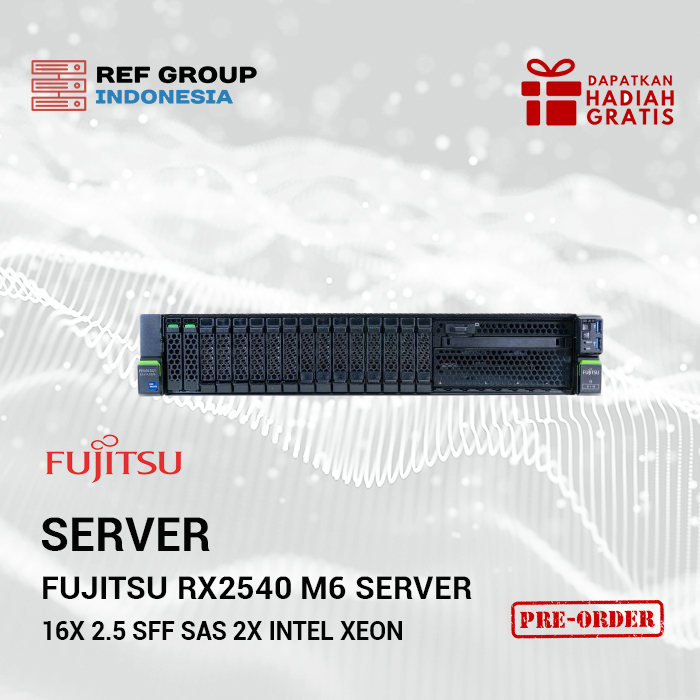 REF GROUP
INDONESIA
DAPATKAN
HADIAH
GRATIS
FUJITSU
FUJITSU
SERVER
FUJITSU RX2540 M6 SERVER
16X 2.5 SFF SAS 2X INTEL XEON
PRE-ORDER